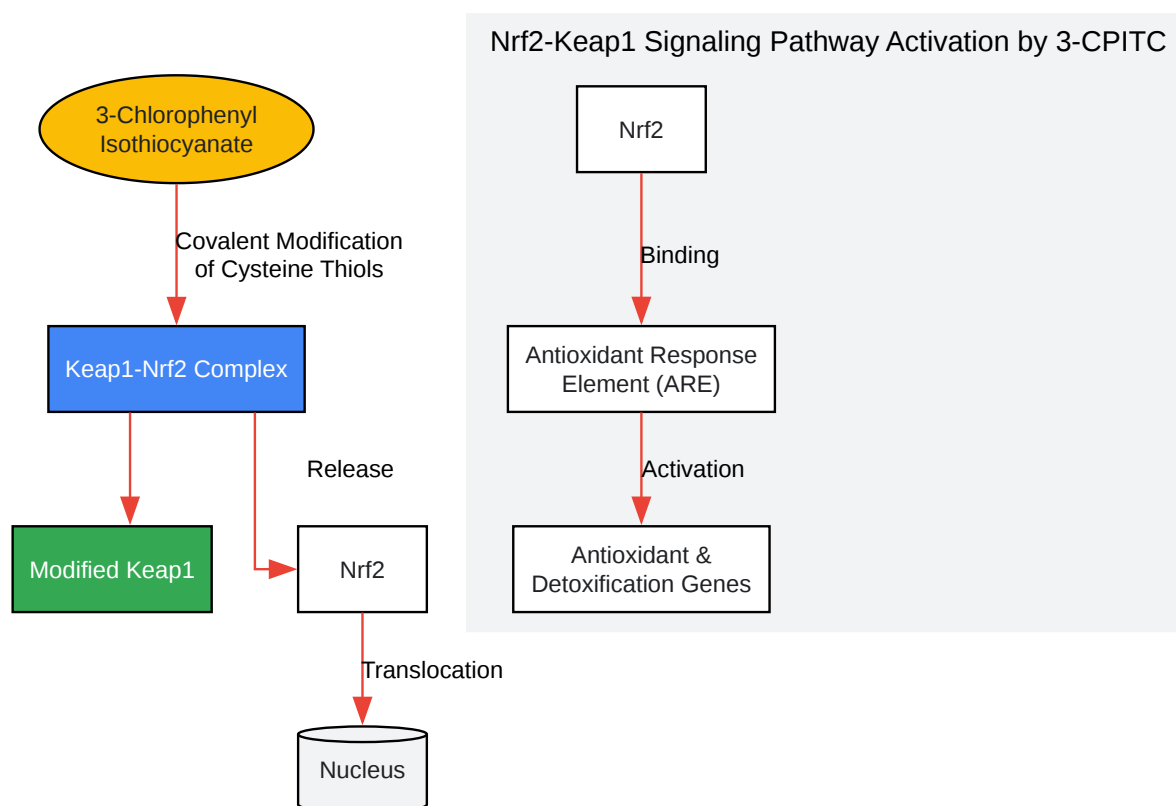 Nrf2-Keap1 Signaling Pathway Activation by 3-CPITC
3-Chlorophenyl
Isothiocyanate
Covalent Modification
of Cysteine Thiols
Keap1-Nrf2 Complex
Release
Modified Keap1
Nrf2
Translocation
Nucleus
Nrf2
Binding
Antioxidant Response
Element (ARE)
Activation
Antioxidant &
Detoxification Genes